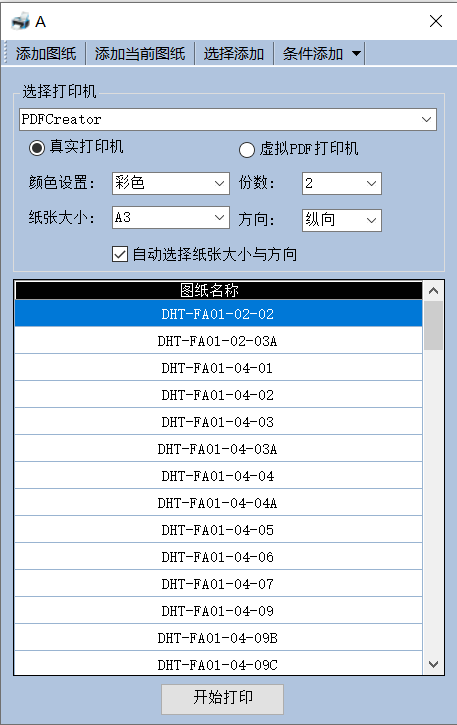 A
添加图纸 添加当前图纸 选择添加 条件添加
选择打印机
PDFCreator
真实打印机 虚拟PDF打印机
颜色设置: 彩色 份数: 2
纸张大小: A3 方向: 纵向
自动选择纸张大小与方向
图纸名称
DHT-FA01-02-02
DHT-FA01-02-03A
DHT-FA01-04-01
DHT-FA01-04-02
DHT-FA01-04-03
DHT-FA01-04-03A
DHT-FA01-04-04
DHT-FA01-04-04A
DHT-FA01-04-05
DHT-FA01-04-06
DHT-FA01-04-07
DHT-FA01-04-09
DHT-FA01-04-09B
DHT-FA01-04-09C
开始打印